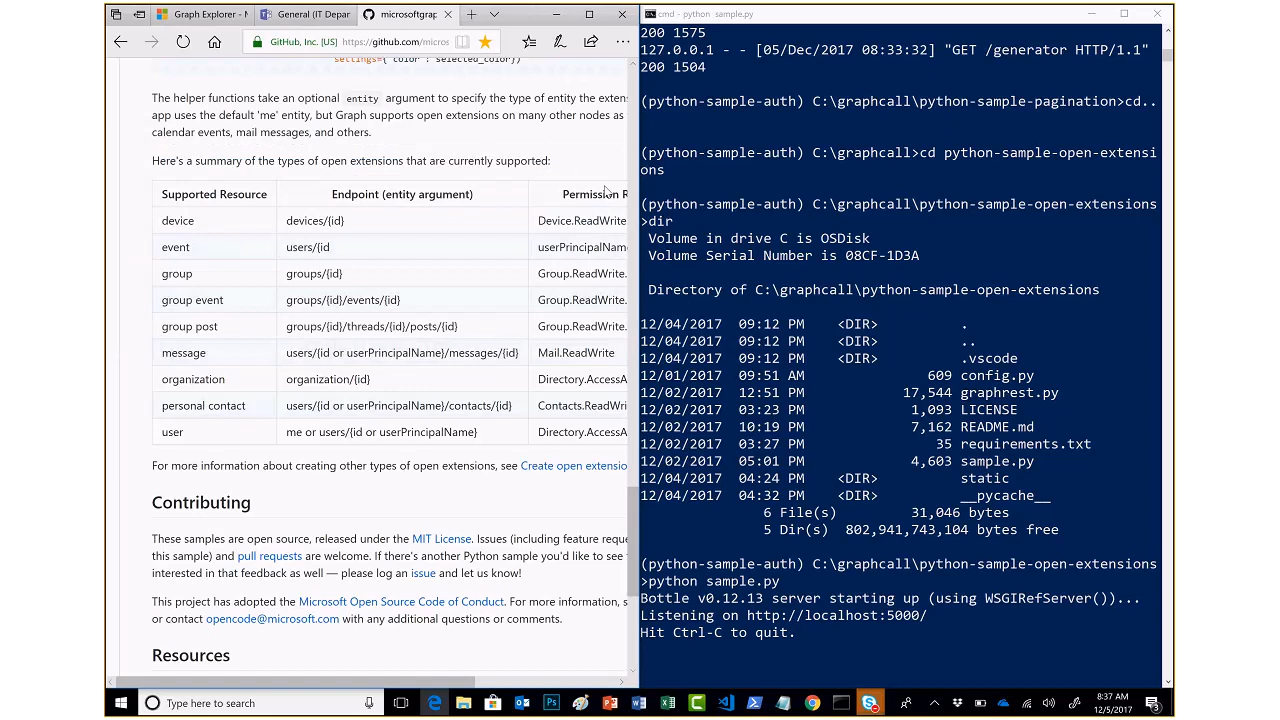 Graph Explorer - M
General (IT Depar
microsoftgrap
GitHub, Inc. [US] https://github.com/micros
settings={'color': selected_color})
The helper functions take an optional entity argument to specify the type of entity the extens
app uses the default 'me' entity, but Graph supports open extensions on many other nodes as
calendar events, mail messages, and others.
Here's a summary of the types of open extensions that are currently supported:
Supported Resource Endpoint (entity argument) Permission R
device devices/{id} Device.ReadWrite
event users/{id userPrincipalName
group groups/{id} Group.ReadWrite.
group event groups/{id}/events/{id} Group.ReadWrite.
group post groups/{id}/threads/{id}/posts/{id} Group.ReadWrite.
message users/{id or userPrincipalName}/messages/{id} Mail.ReadWrite
organization organization/{id} Directory.AccessA
personal contact users/{id or userPrincipalName}/contacts/{id} Contacts.ReadWri
user me or users/{id or userPrincipalName} Directory.AccessA
For more information about creating other types of open extensions, see Create open extensio
Contributing
These samples are open source, released under the MIT License. Issues (including feature reque
this sample) and pull requests are welcome. If there's another Python sample you'd like to see
interested in that feedback as well — please log an issue and let us know!
This project has adopted the Microsoft Open Source Code of Conduct. For more information, s
or contact opencode@microsoft.com with any additional questions or comments.
Resources
cmd - python sample.py
200 1575
127.0.0.1 - - [05/Dec/2017 08:33:32] "GET /generator HTTP/1.1"
200 1504
(python-sample-auth) C:\graphcall\python-sample-pagination>cd..
(python-sample-auth) C:\graphcall>cd python-sample-open-extensi
ons
(python-sample-auth) C:\graphcall\python-sample-open-extensions
>dir
Volume in drive C is OSDisk
Volume Serial Number is 08CF-1D3A
Directory of C:\graphcall\python-sample-open-extensions
12/04/2017 09:12 PM <DIR> .
12/04/2017 09:12 PM <DIR> ..
12/04/2017 09:12 PM <DIR> .vscode
12/01/2017 09:51 AM 609 config.py
12/02/2017 12:51 PM 17,544 graphrest.py
12/02/2017 03:23 PM 1,093 LICENSE
12/02/2017 10:19 PM 7,162 README.md
12/02/2017 03:27 PM 35 requirements.txt
12/02/2017 05:01 PM 4,603 sample.py
12/04/2017 04:24 PM <DIR> static
12/04/2017 04:32 PM <DIR> __pycache__
6 File(s) 31,046 bytes
5 Dir(s) 802,941,743,104 bytes free
(python-sample-auth) C:\graphcall\python-sample-open-extensions
>python sample.py
Bottle v0.12.13 server starting up (using WSGIRefServer())...
Listening on http://localhost:5000/
Hit Ctrl-C to quit.
Type here to search
8:37 AM
12/5/2017